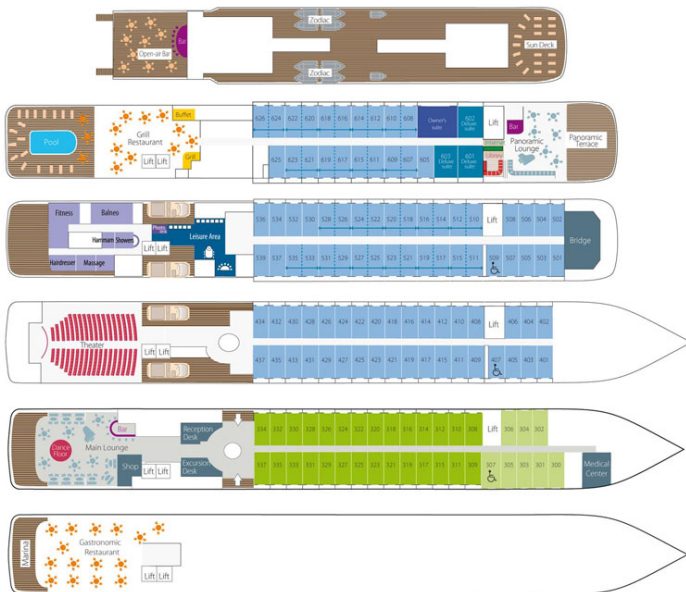 Zodiac
Bar
Open-air Bar
Sun Deck
Zodiac
Buffet
626 624 622 620 618 616 614 612 610 608
Owner's suite
602 Deluxe suite
Lift
Bar
Pool
Grill Restaurant
Panoramic Lounge
Panoramic Terrace
Lift Lift
Grill
625 623 621 619 617 615 611 609 607 605
603 Deluxe suite
601 Deluxe suite
Fitness
Balneo
536 534 532 530 528 526 524 522 520 518 516 514 512 510
Lift
508 506 504 502
Photo
Leisure Area
Hammam
Showers
Lift Lift
Bridge
Hairdresser
Massage
539 537 535 533 531 529 527 525 523 521 519 517 515 511 509 507 505 503 501
434 432 430 428 426 424 422 420 418 416 414 412 410 408
Lift
406 404 402
Theater
Lift Lift
437 435 433 431 429 427 425 423 421 419 417 415 411 409 407 405 403 401
334 332 330 328 326 324 322 320 318 316 314 312 310 308
Lift
306 304 302
Bar
Reception Desk
Dance Floor
Main Lounge
Shop
Lift Lift
Excursion Desk
337 335 333 331 329 327 325 323 321 319 317 315 311 309 307 305 303 301 300
Medical Center
Marina
Gastronomic Restaurant
Lift Lift